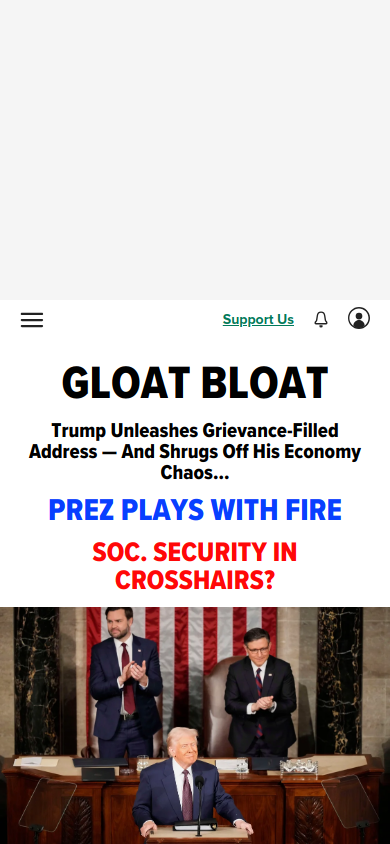 Support Us
GLOAT BLOAT
Trump Unleashes Grievance-Filled
Address — And Shrugs Off His Economy
Chaos...
PREZ PLAYS WITH FIRE
SOC. SECURITY IN
CROSSHAIRS?